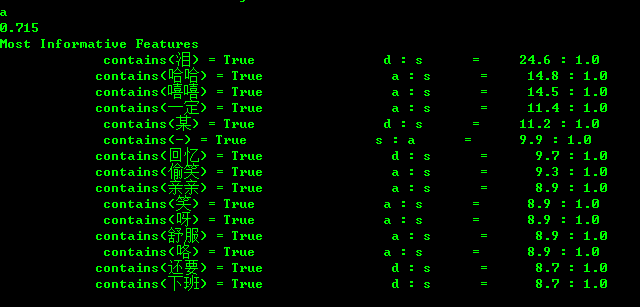 a
0.715
Most Informative Features
contains(泪) = True d : s = 24.6 : 1.0
contains(哈哈) = True a : s = 14.8 : 1.0
contains(嘻嘻) = True a : s = 14.5 : 1.0
contains(一定) = True a : s = 11.4 : 1.0
contains(某) = True d : s = 11.2 : 1.0
contains(-) = True s : a = 9.9 : 1.0
contains(回忆) = True d : s = 9.7 : 1.0
contains(偷笑) = True a : s = 9.3 : 1.0
contains(亲亲) = True a : s = 8.9 : 1.0
contains(笑) = True a : s = 8.9 : 1.0
contains(呀) = True a : s = 8.9 : 1.0
contains(舒服) = True a : s = 8.9 : 1.0
contains(咯) = True a : s = 8.9 : 1.0
contains(还要) = True d : s = 8.7 : 1.0
contains(下班) = True d : s = 8.7 : 1.0